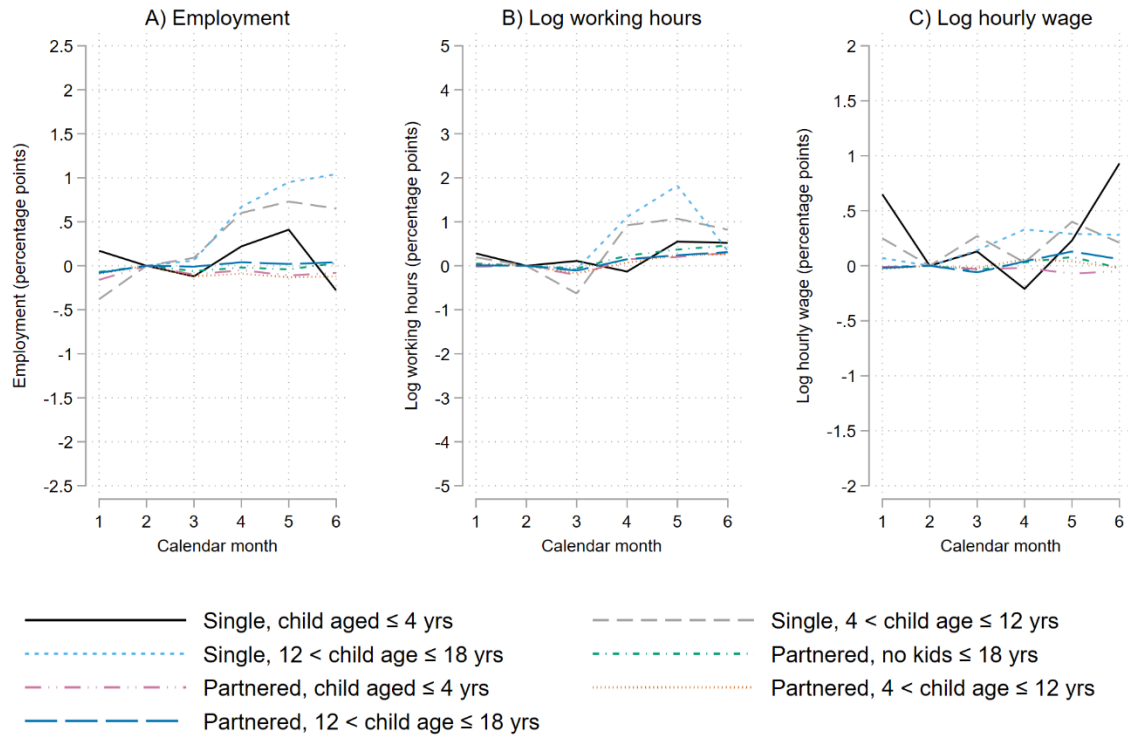 A) Employment
B) Log working hours
C) Log hourly wage
Employment (percentage points)
2.5
2
1.5
1
.5
0
-.5
-1
-1.5
-2
-2.5
1 2 3 4 5 6
Calendar month
Log working hours (percentage points)
5
4
3
2
1
0
-1
-2
-3
-4
-5
1 2 3 4 5 6
Calendar month
Log hourly wage (percentage points)
2
1.5
1
.5
0
-.5
-1
-1.5
-2
1 2 3 4 5 6
Calendar month
Single, child aged ≤ 4 yrs
Single, 4 < child age ≤ 12 yrs
Single, 12 < child age ≤ 18 yrs
Partnered, no kids ≤ 18 yrs
Partnered, child aged ≤ 4 yrs
Partnered, 4 < child age ≤ 12 yrs
Partnered, 12 < child age ≤ 18 yrs